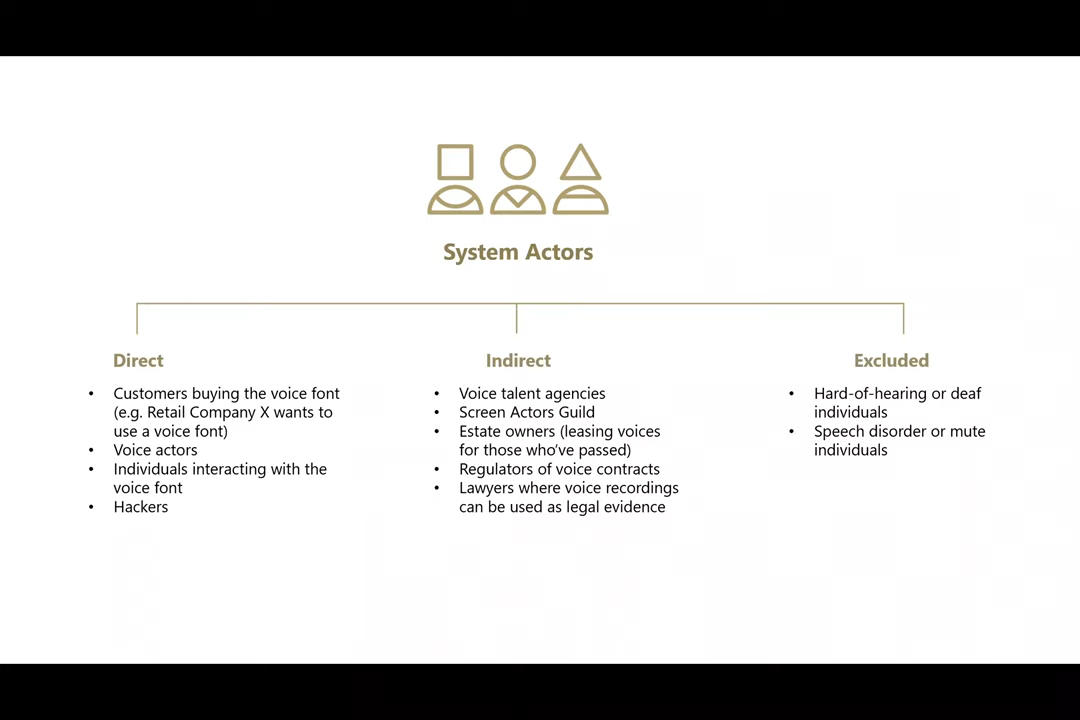 System Actors
Direct
• Customers buying the voice font
(e.g. Retail Company X wants to
use a voice font)
• Voice actors
• Individuals interacting with the
voice font
• Hackers
Indirect
• Voice talent agencies
• Screen Actors Guild
• Estate owners (leasing voices
for those who've passed)
• Regulators of voice contracts
• Lawyers where voice recordings
can be used as legal evidence
Excluded
• Hard-of-hearing or deaf
individuals
• Speech disorder or mute
individuals